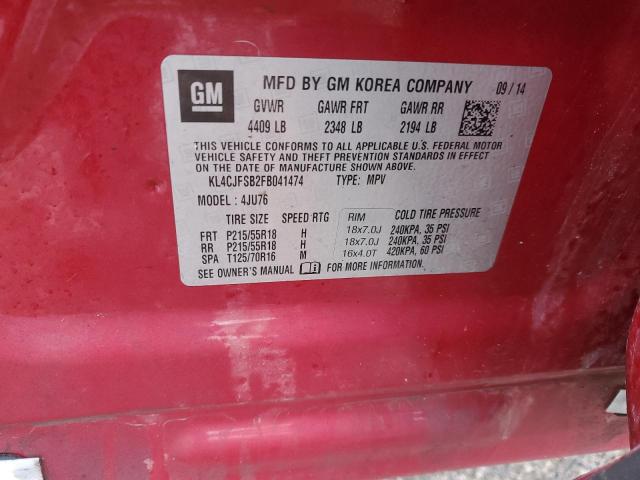 GM MFD BY GM KOREA COMPANY 09/14
GVWR GAWR FRT GAWR RR
4409 LB 2348 LB 2194 LB
THIS VEHICLE CONFORMS TO ALL APPLICABLE U.S. FEDERAL MOTOR
VEHICLE SAFETY AND THEFT PREVENTION STANDARDS IN EFFECT ON
THE DATE OF MANUFACTURE SHOWN ABOVE.
KL4CJFSB2FB041474 TYPE: MPV
MODEL: 4JU76
TIRE SIZE SPEED RTG RIM COLD TIRE PRESSURE
FRT P215/55R18 H 18x7.0J 240KPA, 35 PSI
RR P215/55R18 H 18x7.0J 240KPA, 35 PSI
SPA T125/70R16 M 16x4.0T 420KPA, 60 PSI
SEE OWNER'S MANUAL FOR MORE INFORMATION.